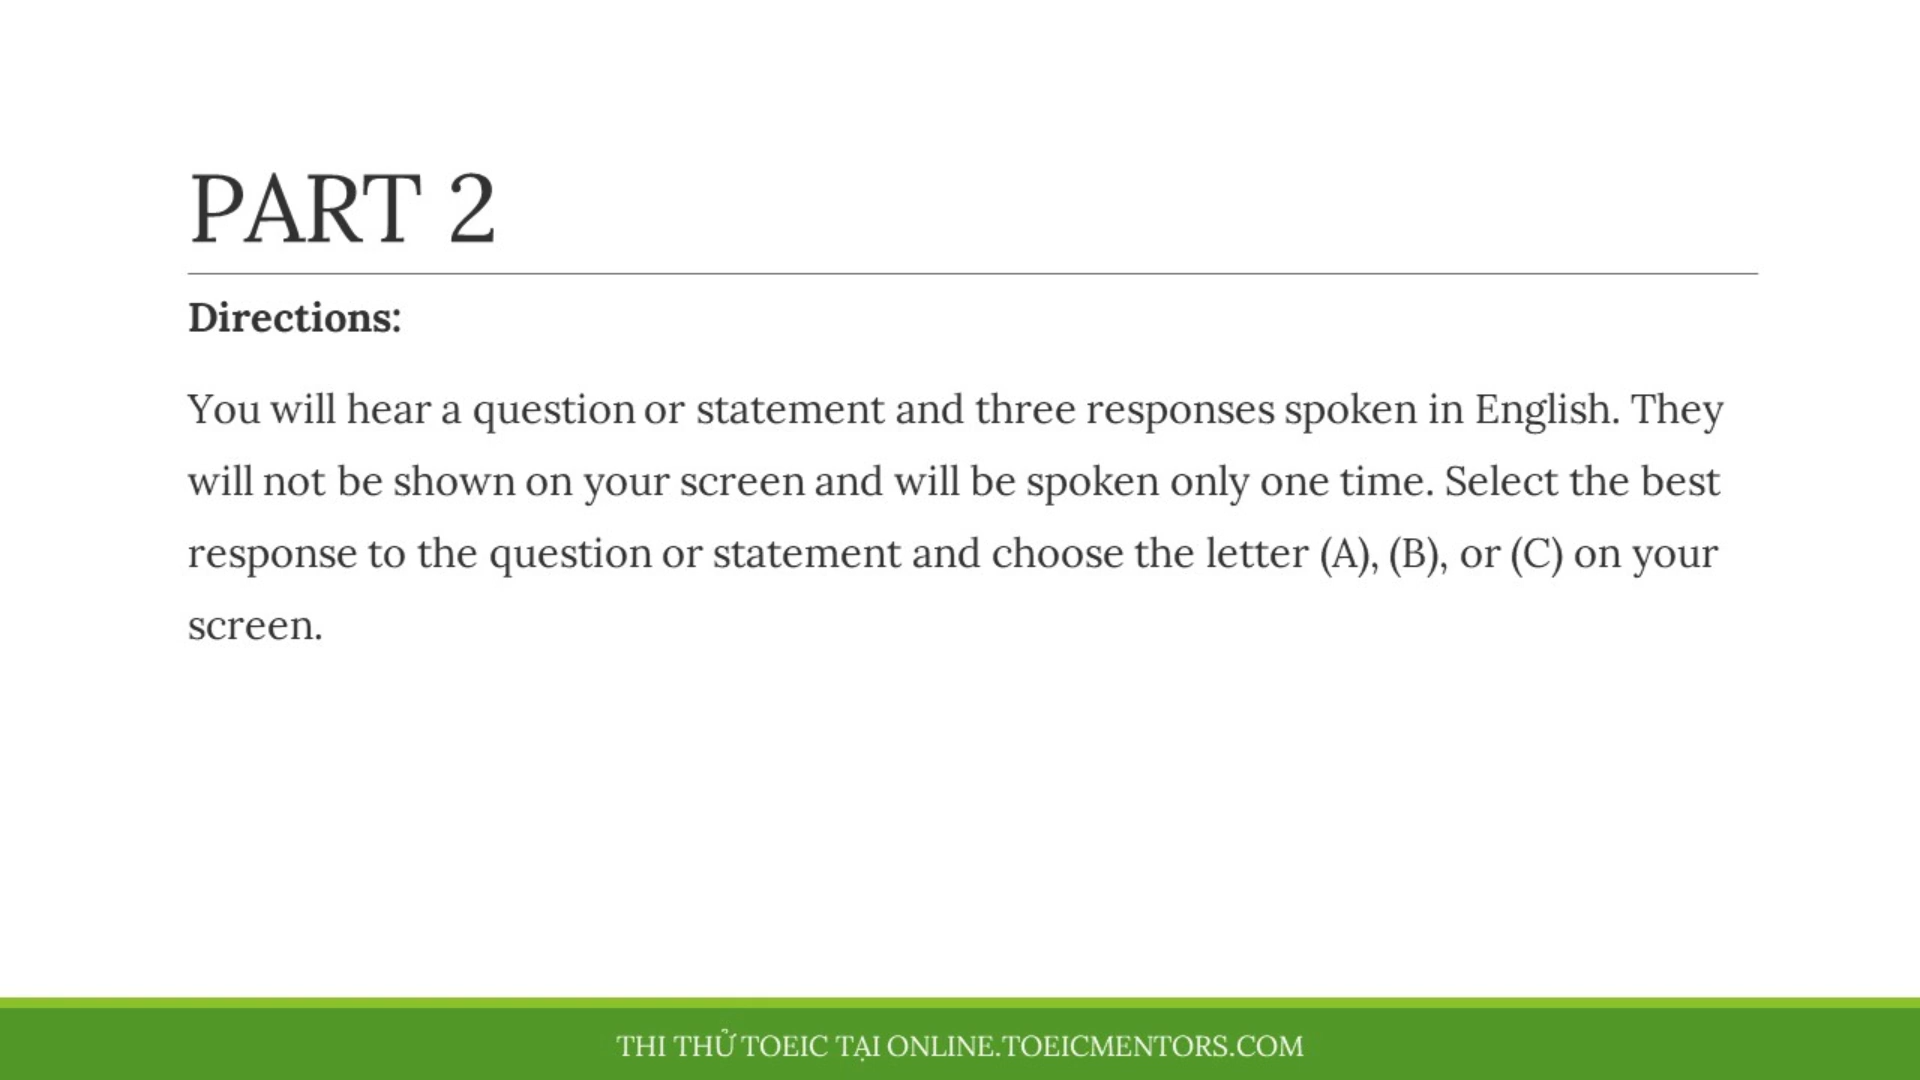 PART 2
Directions:
You will hear a question or statement and three responses spoken in English. They
will not be shown on your screen and will be spoken only one time. Select the best
response to the question or statement and choose the letter (A), (B), or (C) on your
screen.
THI THỬ TOEIC TẠI ONLINE.TOEICMENTORS.COM